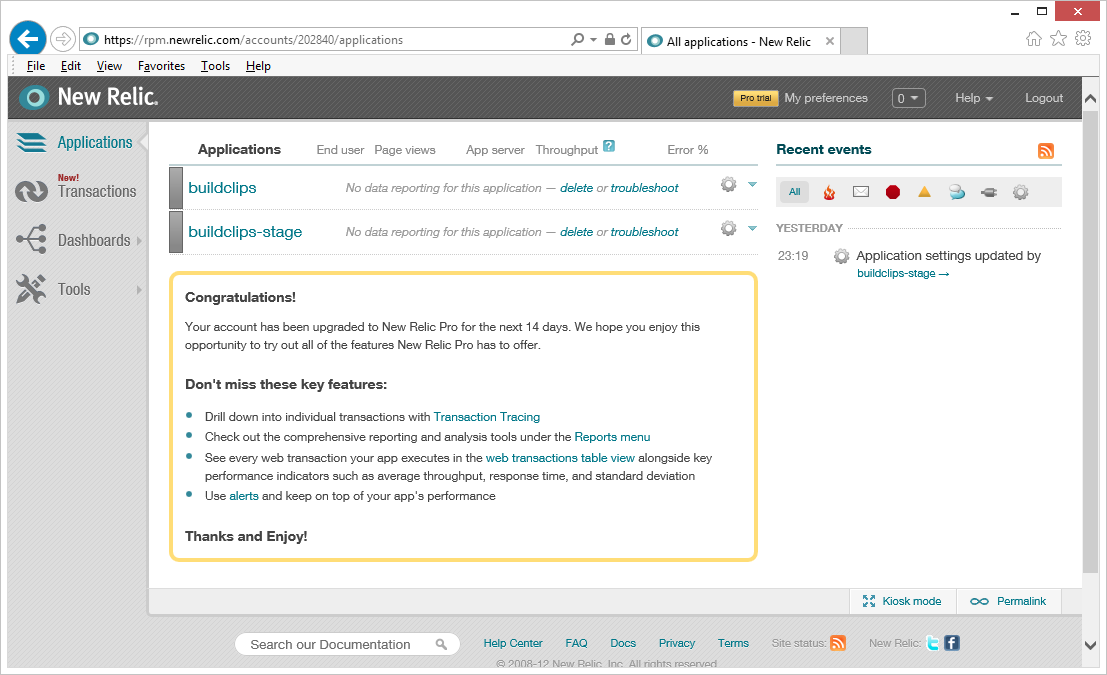 https://rpm.newrelic.com/accounts/202840/applications
All applications - New Relic
File Edit View Favorites Tools Help
New Relic.
Pro trial My preferences 0 Help Logout
Applications
New!
Transactions
Dashboards
Tools
Applications End user Page views App server Throughput ? Error %
buildclips No data reporting for this application — delete or troubleshoot
buildclips-stage No data reporting for this application — delete or troubleshoot
Congratulations!
Your account has been upgraded to New Relic Pro for the next 14 days. We hope you enjoy this
opportunity to try out all of the features New Relic Pro has to offer.
Don't miss these key features:
Drill down into individual transactions with Transaction Tracing
Check out the comprehensive reporting and analysis tools under the Reports menu
See every web transaction your app executes in the web transactions table view alongside key
performance indicators such as average throughput, response time, and standard deviation
Use alerts and keep on top of your app's performance
Thanks and Enjoy!
Recent events
All
YESTERDAY
23:19 Application settings updated by
buildclips-stage →
Kiosk mode Permalink
Search our Documentation Help Center FAQ Docs Privacy Terms Site status: New Relic:
© 2008-12 New Relic, Inc. All rights reserved